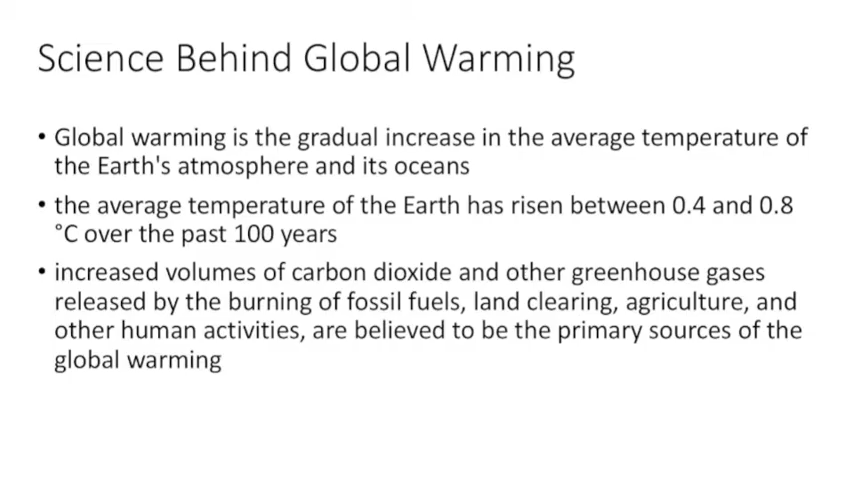 Science Behind Global Warming
• Global warming is the gradual increase in the average temperature of
the Earth's atmosphere and its oceans
• the average temperature of the Earth has risen between 0.4 and 0.8
°C over the past 100 years
• increased volumes of carbon dioxide and other greenhouse gases
released by the burning of fossil fuels, land clearing, agriculture, and
other human activities, are believed to be the primary sources of the
global warming